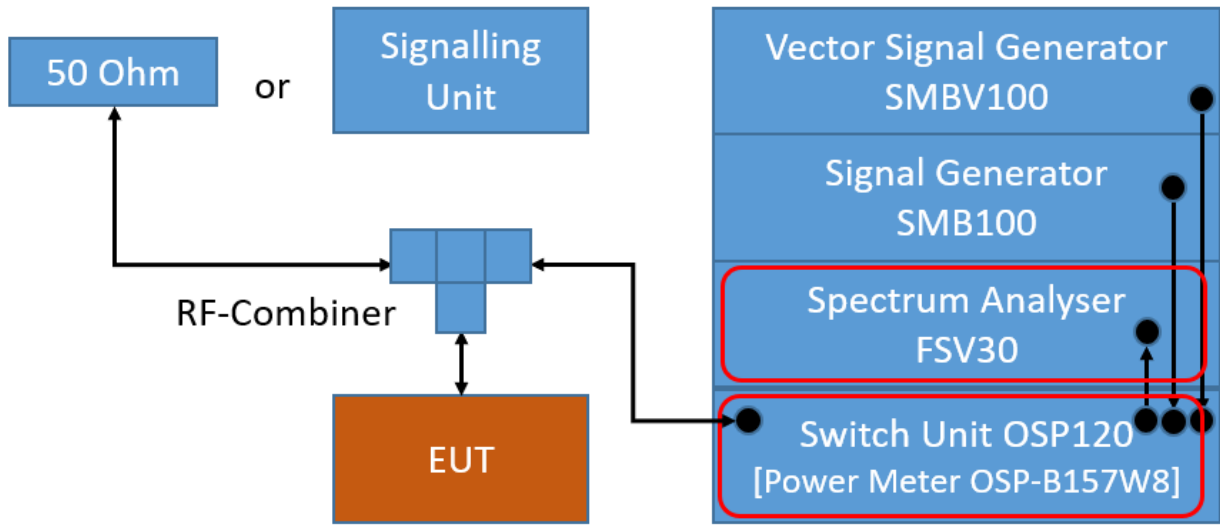 50 Ohm
or
Signalling
Unit
RF-Combiner
EUT
Vector Signal Generator
SMBV100
Signal Generator
SMB100
Spectrum Analyser
FSV30
Switch Unit OSP120
[Power Meter OSP-B157W8]